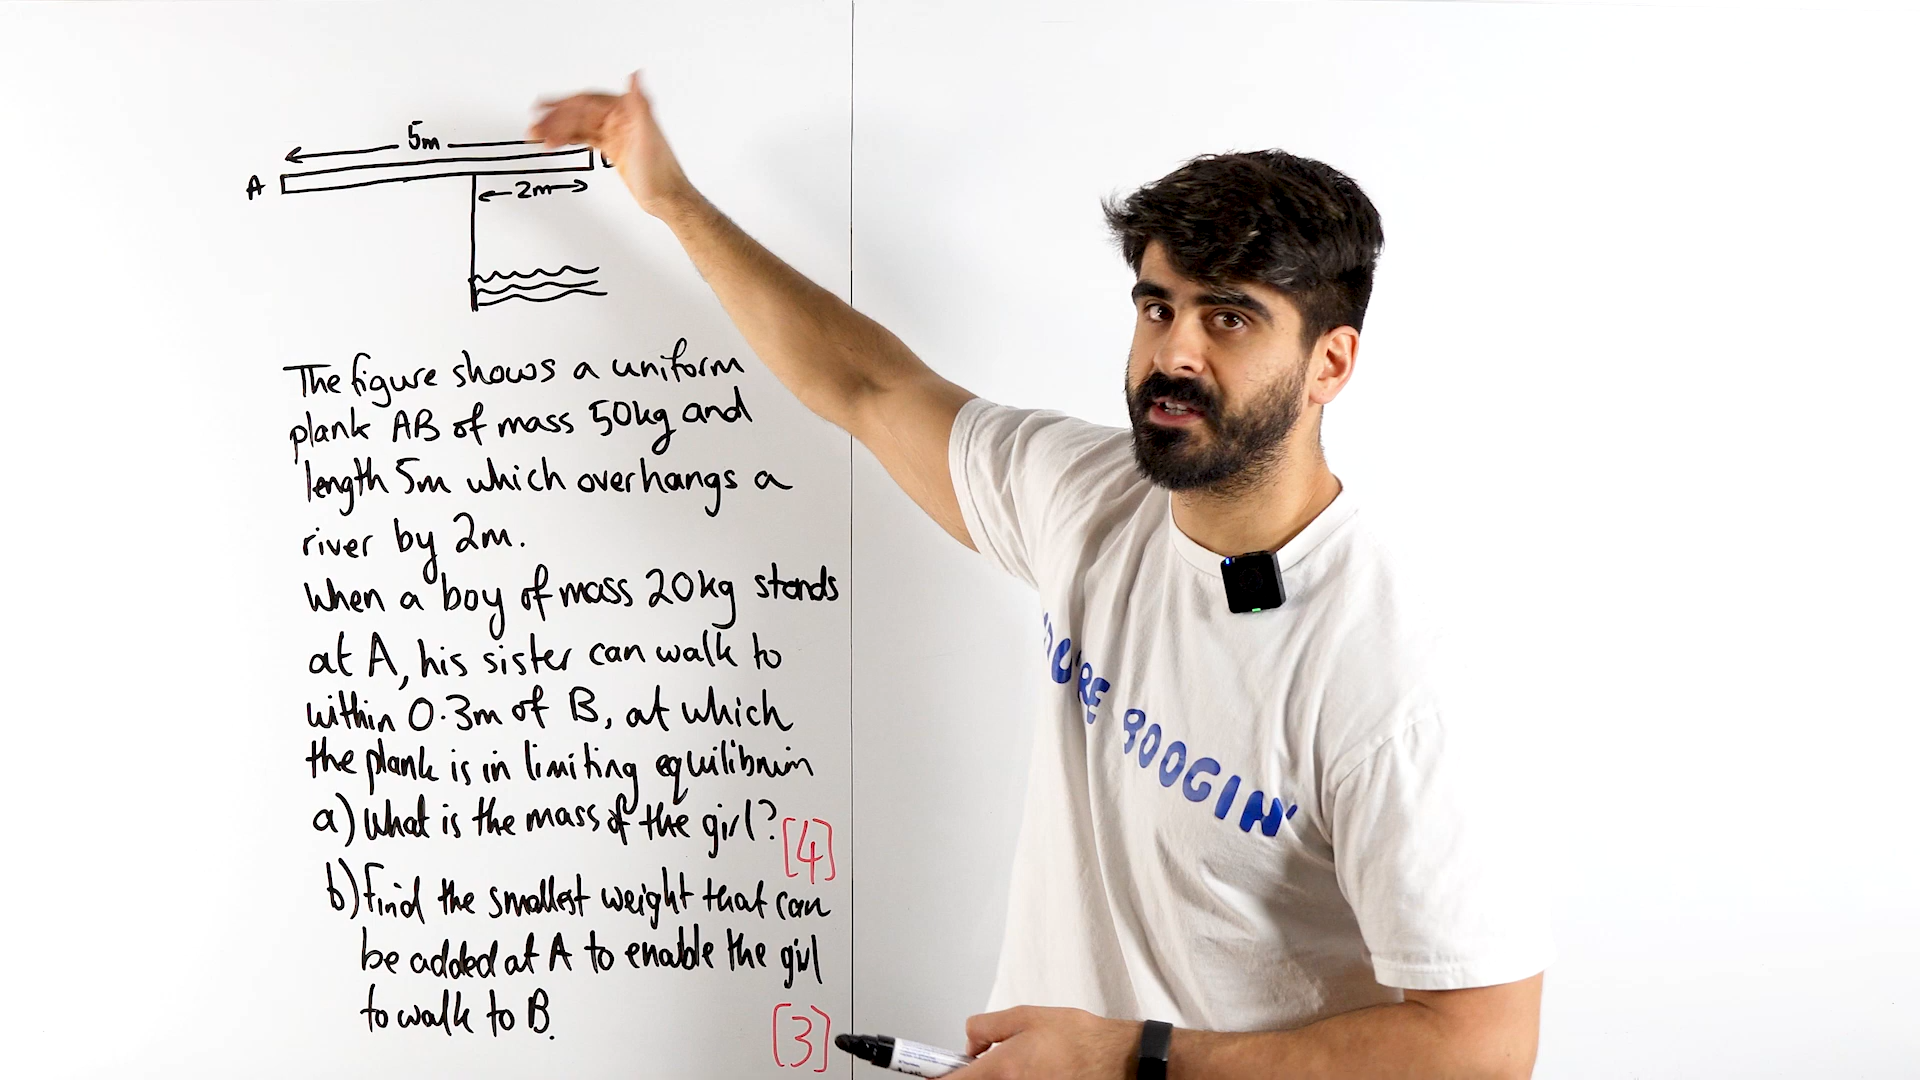 5m
A
2m
The figure shows a uniform
plank AB of mass 50kg and
length 5m which overhangs a
river by 2m.
When a boy of mass 20kg stands
at A, his sister can walk to
within 0.3m of B, at which
the plank is in limiting equilibrium
a) What is the mass of the girl?
[4]
b) Find the smallest weight that can
be added at A to enable the girl
to walk to B.
[3]
BOOGIN'